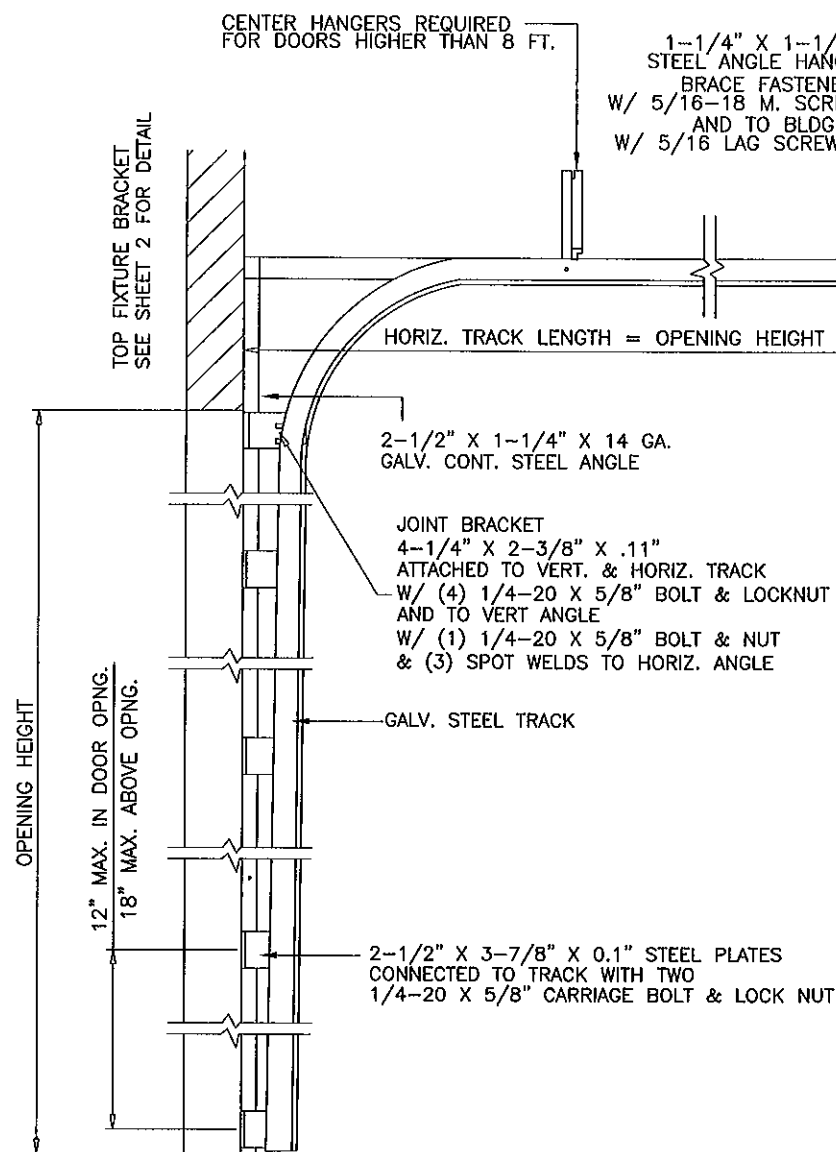 CENTER HANGERS REQUIRED
FOR DOORS HIGHER THAN 8 FT.
1-1/4" X 1-1/
STEEL ANGLE HANG
BRACE FASTENE
W/ 5/16-18 M. SCRE
AND TO BLDG
W/ 5/16 LAG SCREW
TOP FIXTURE BRACKET
SEE SHEET 2 FOR DETAIL
HORIZ. TRACK LENGTH = OPENING HEIGHT
2-1/2" X 1-1/4" X 14 GA.
GALV. CONT. STEEL ANGLE
JOINT BRACKET
4-1/4" X 2-3/8" X .11"
ATTACHED TO VERT. & HORIZ. TRACK
W/ (4) 1/4-20 X 5/8" BOLT & LOCKNUT
AND TO VERT ANGLE
W/ (1) 1/4-20 X 5/8" BOLT & NUT
& (3) SPOT WELDS TO HORIZ. ANGLE
GALV. STEEL TRACK
OPENING HEIGHT
12" MAX. IN DOOR OPNG.
18" MAX. ABOVE OPNG.
2-1/2" X 3-7/8" X 0.1" STEEL PLATES
CONNECTED TO TRACK WITH TWO
1/4-20 X 5/8" CARRIAGE BOLT & LOCK NUT